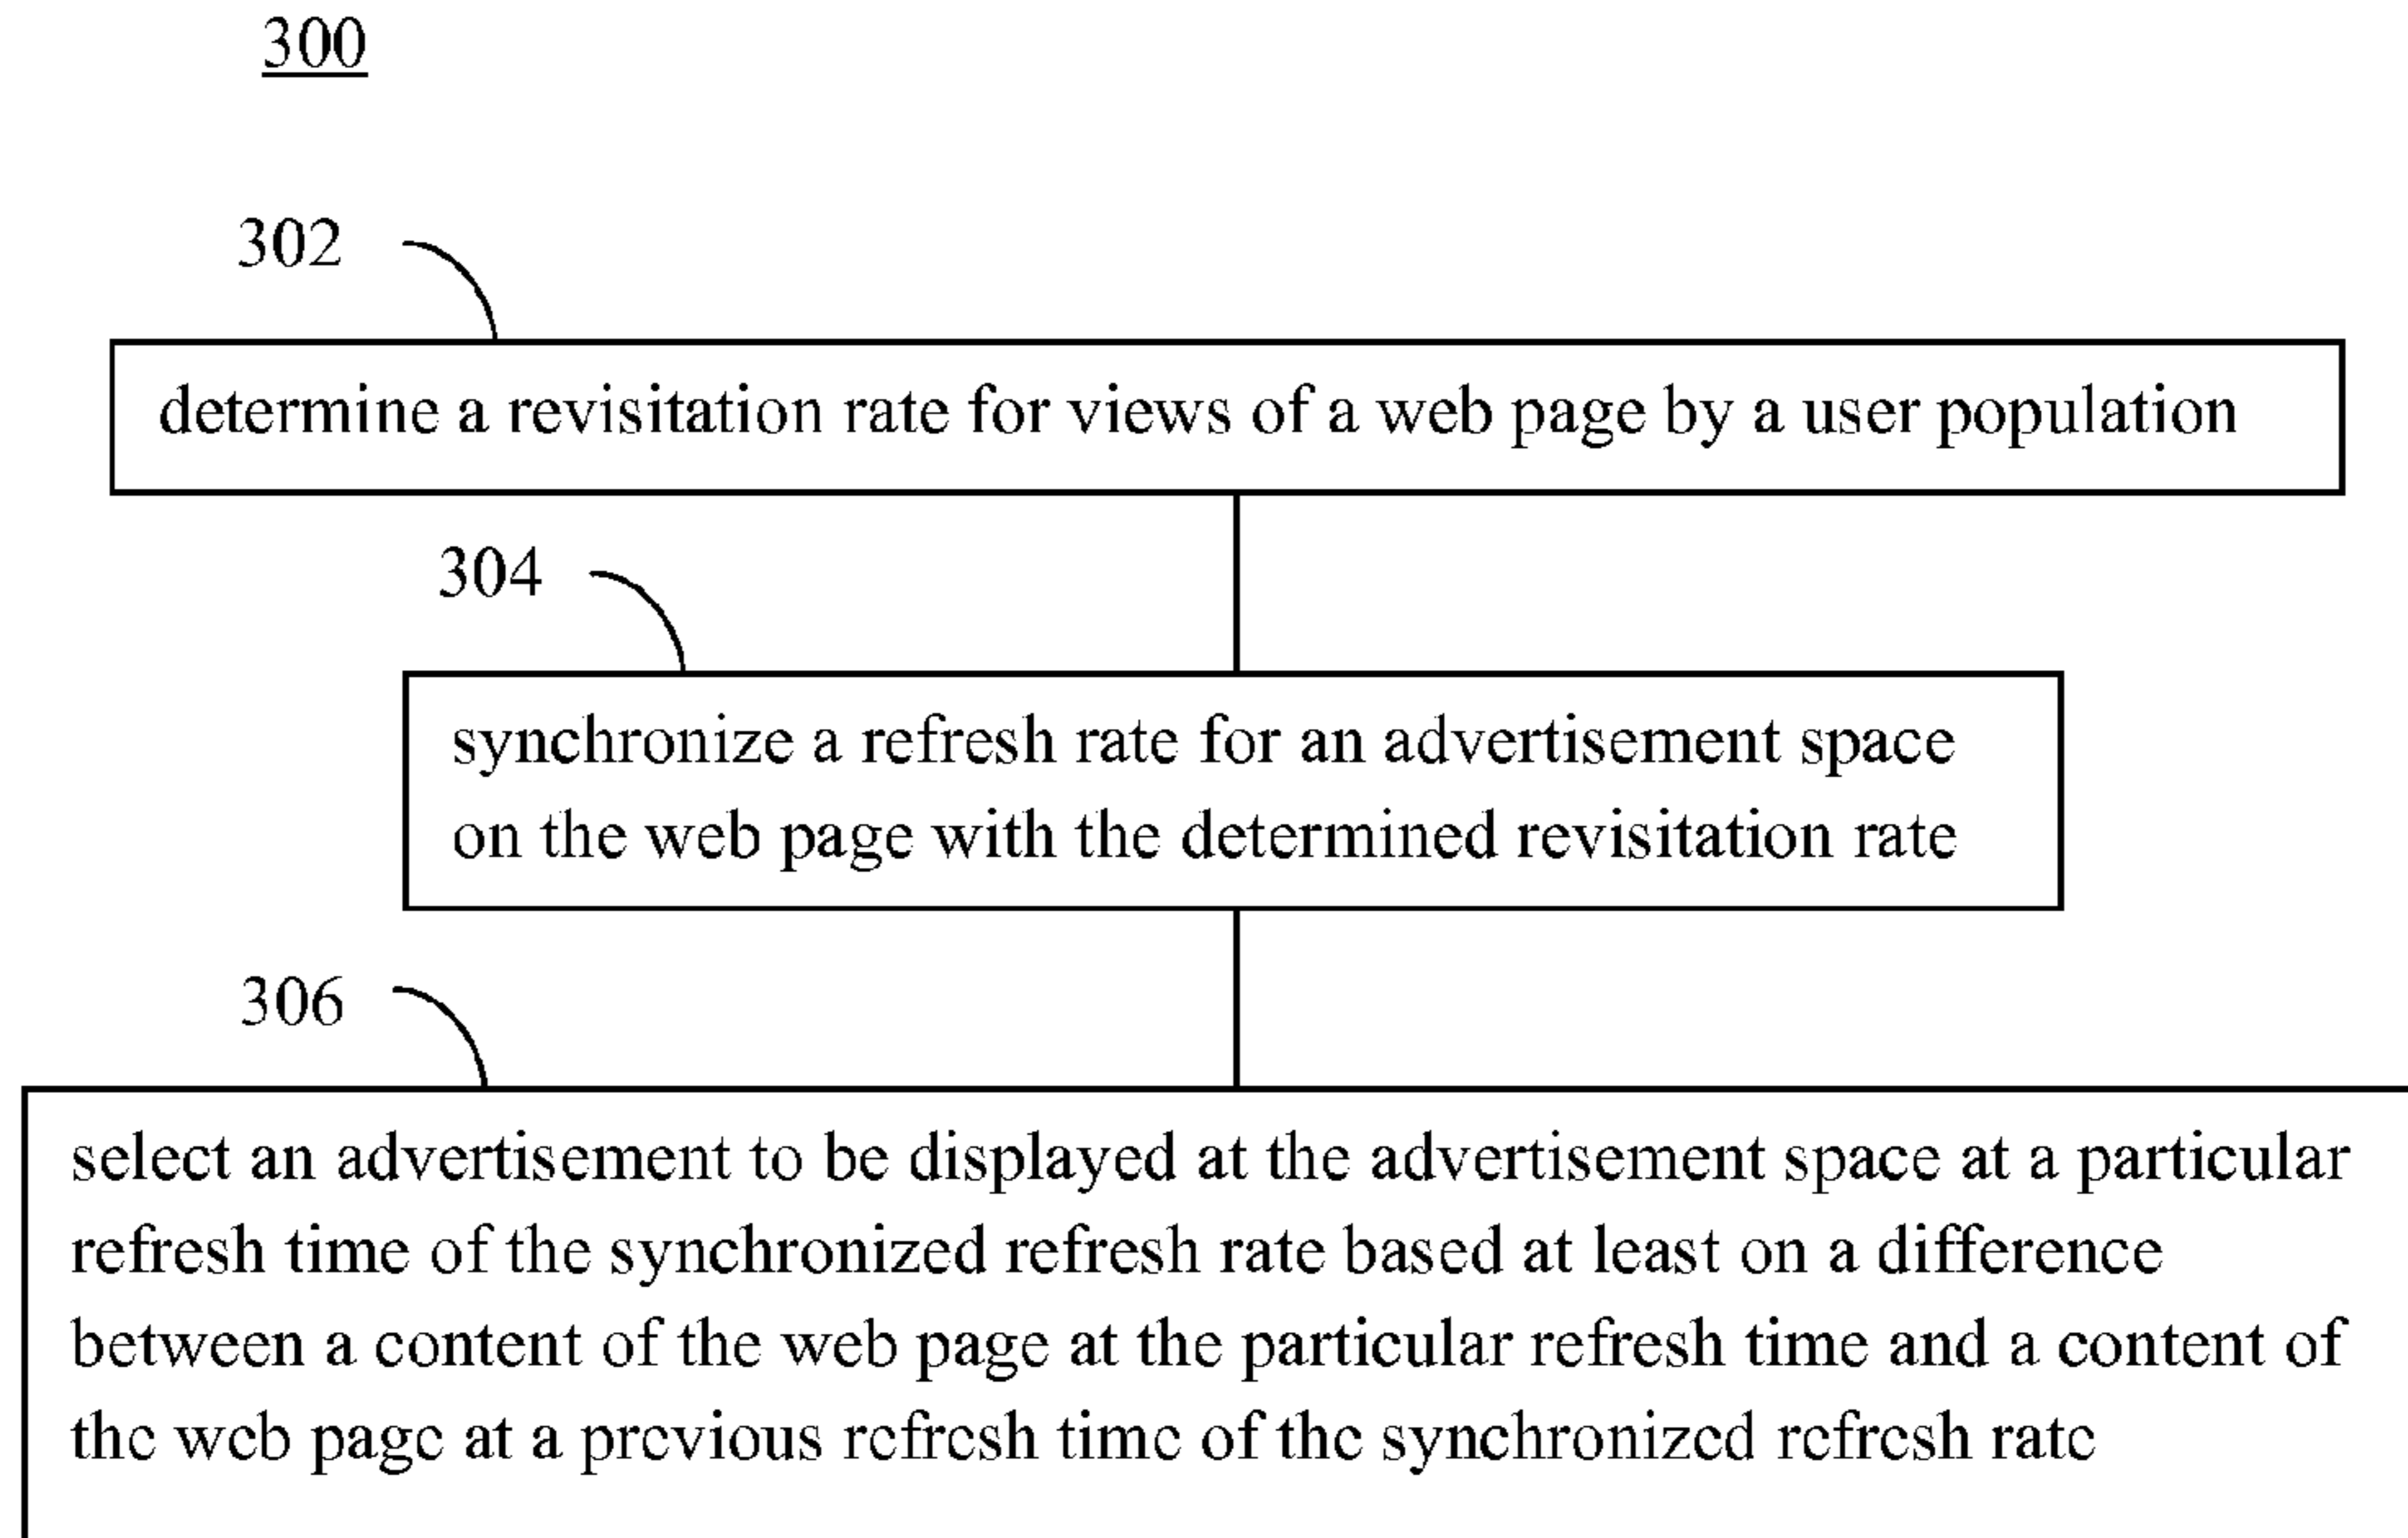 300
302
determine a revisitation rate for views of a web page by a user population
304
synchronize a refresh rate for an advertisement space
on the web page with the determined revisitation rate
306
select an advertisement to be displayed at the advertisement space at a particular
refresh time of the synchronized refresh rate based at least on a difference
between a content of the web page at the particular refresh time and a content of
the web page at a previous refresh time of the synchronized refresh rate